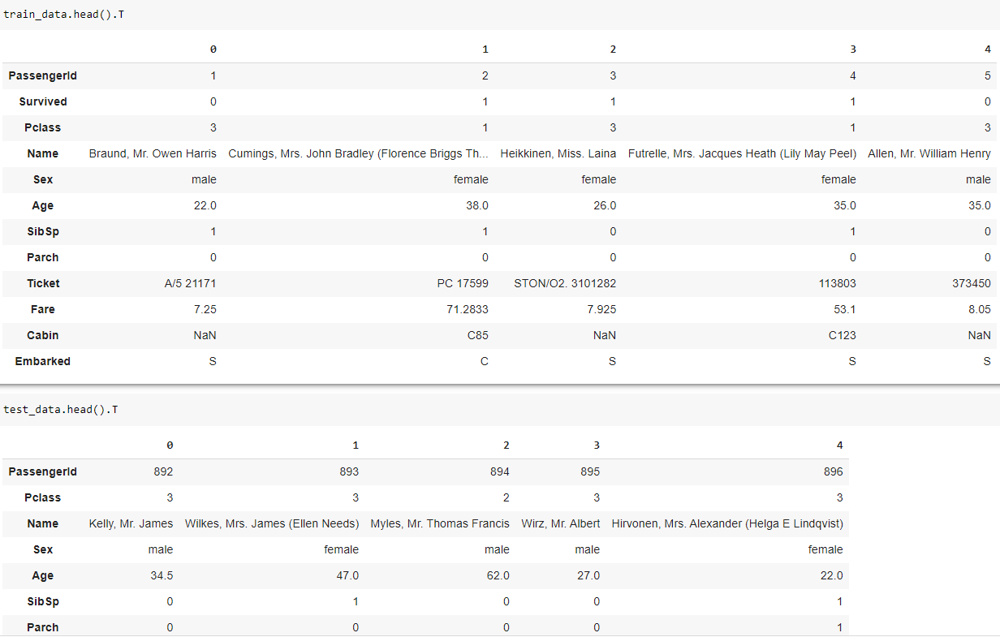 train_data.head().T
0 1 2 3 4
PassengerId 1 2 3 4 5
Survived 0 1 1 1 0
Pclass 3 1 3 1 3
Name Braund, Mr. Owen Harris Cumings, Mrs. John Bradley (Florence Briggs Th... Heikkinen, Miss. Laina Futrelle, Mrs. Jacques Heath (Lily May Peel) Allen, Mr. William Henry
Sex male female female female male
Age 22.0 38.0 26.0 35.0 35.0
SibSp 1 1 0 1 0
Parch 0 0 0 0 0
Ticket A/5 21171 PC 17599 STON/O2. 3101282 113803 373450
Fare 7.25 71.2833 7.925 53.1 8.05
Cabin NaN C85 NaN C123 NaN
Embarked S C S S S
test_data.head().T
0 1 2 3 4
PassengerId 892 893 894 895 896
Pclass 3 3 2 3 3
Name Kelly, Mr. James Wilkes, Mrs. James (Ellen Needs) Myles, Mr. Thomas Francis Wirz, Mr. Albert Hirvonen, Mrs. Alexander (Helga E Lindqvist)
Sex male female male male female
Age 34.5 47.0 62.0 27.0 22.0
SibSp 0 1 0 0 1
Parch 0 0 0 0 1